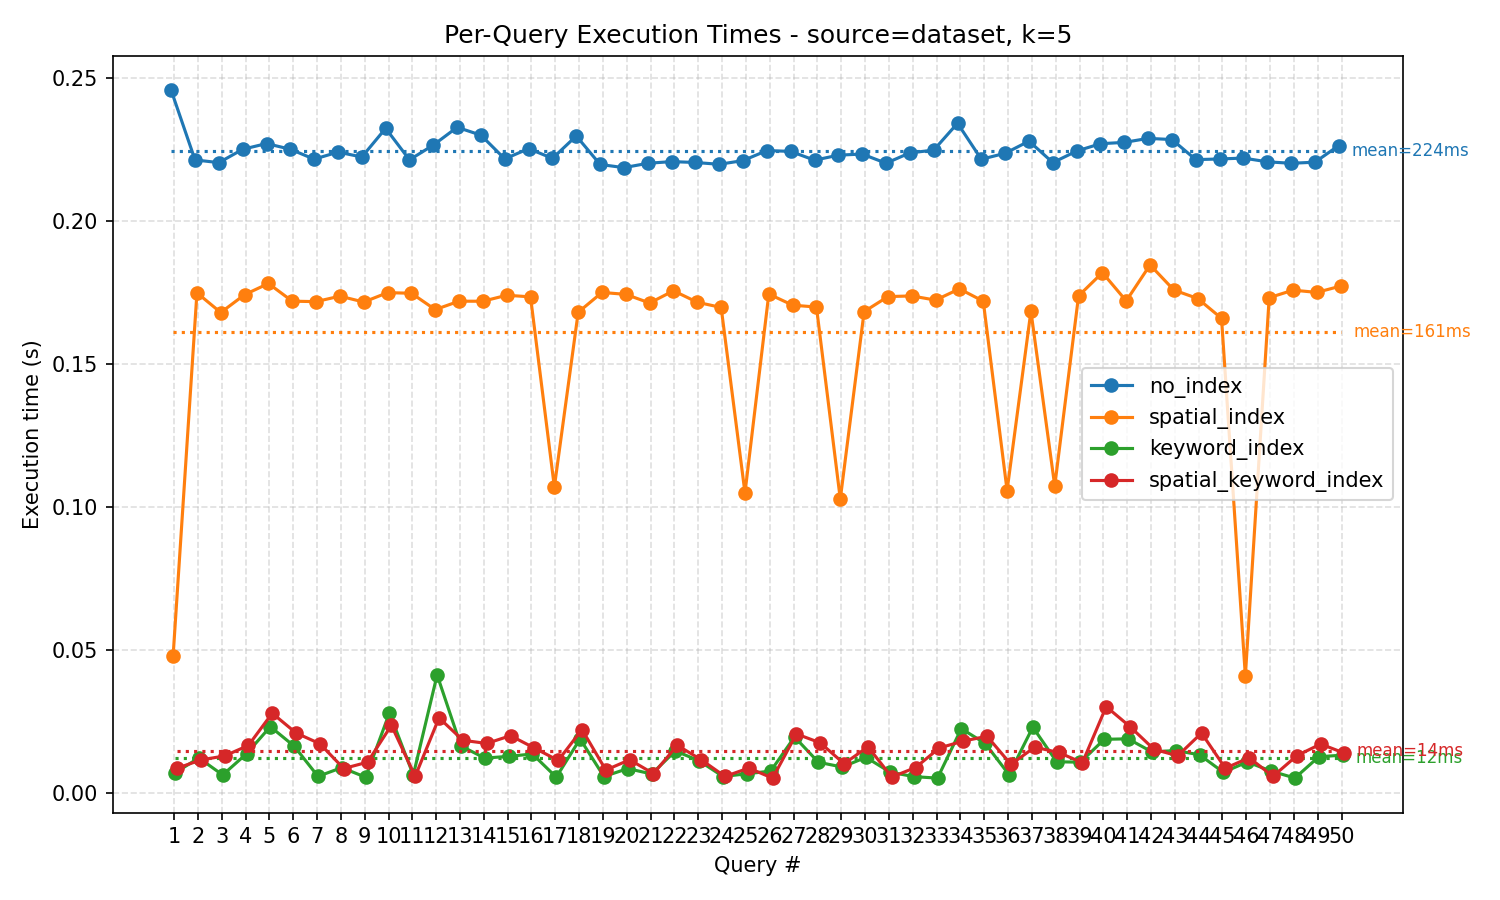 Per-Query Execution Times - source=dataset, k=5
Execution time (s)
0.25
0.20
0.15
0.10
0.05
0.00
mean=224ms
mean=161ms
no_index
spatial_index
keyword_index
spatial_keyword_index
mean=14ms
mean=12ms
1 2 3 4 5 6 7 8 9 10 11 12 13 14 15 16 17 18 19 20 21 22 23 24 25 26 27 28 29 30 31 32 33 34 35 36 37 38 39 40 41 42 43 44 45 46 47 48 49 50
Query #